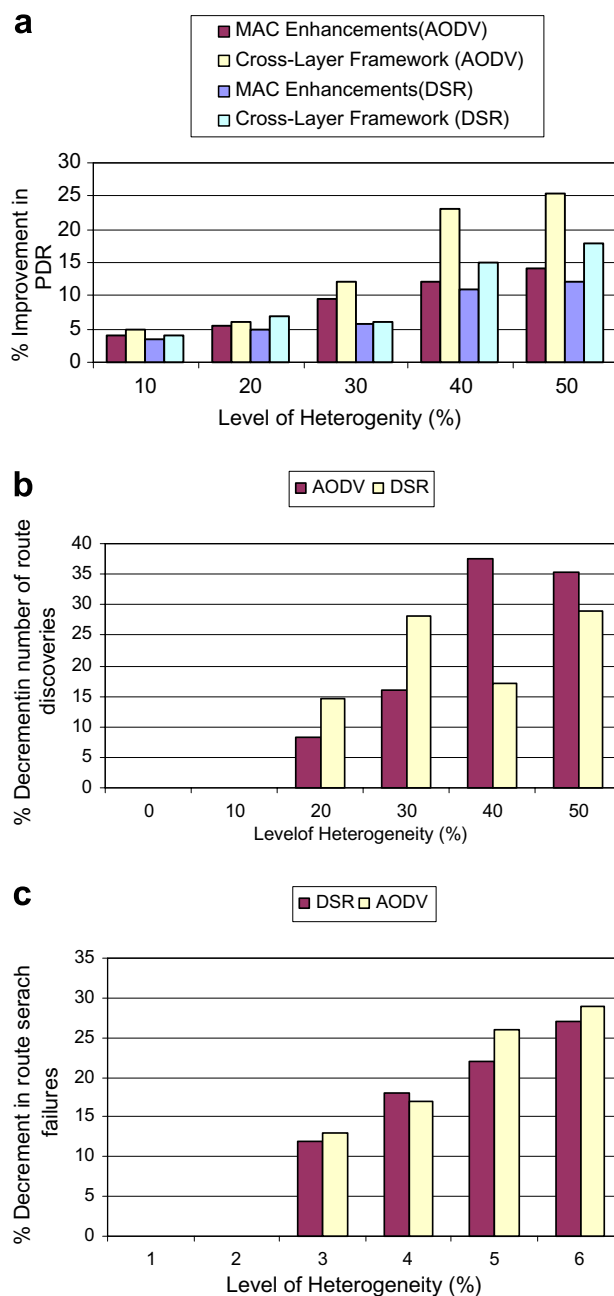 a
MAC Enhancements(AODV)
Cross-Layer Framework (AODV)
MAC Enhancements(DSR)
Cross-Layer Framework (DSR)
% Improvement in
PDR
30
25
20
15
10
5
0
10 20 30 40 50
Level of Heterogenity (%)
b
AODV DSR
% Decrementin number of route
discoveries
40
35
30
25
20
15
10
5
0
0 10 20 30 40 50
Levelof Heterogeneity (%)
c
DSR AODV
% Decrement in route serach
failures
35
30
25
20
15
10
5
0
1 2 3 4 5 6
Level of Heterogeneity (%)